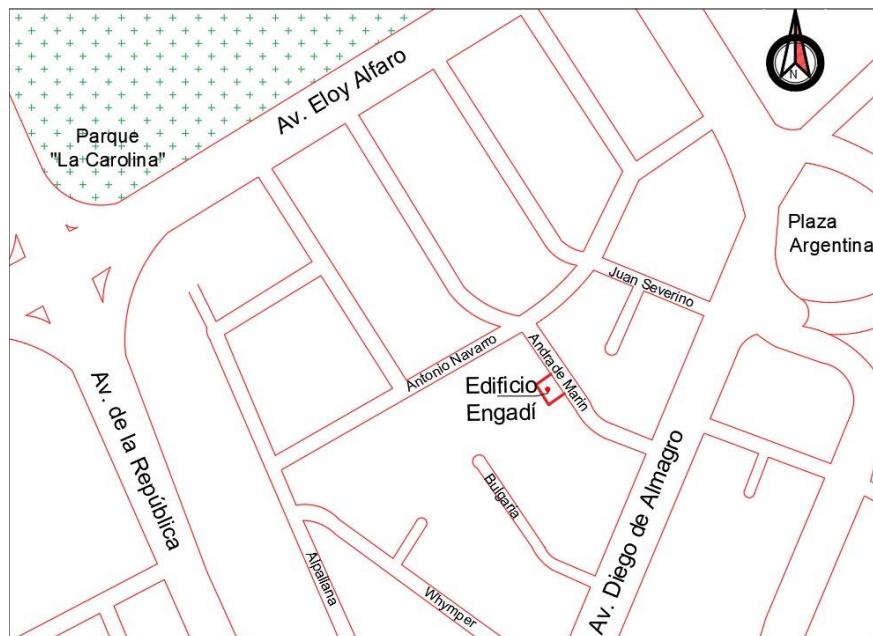 Av. Eloy Alfaro
N
Parque
"La Carolina"
Plaza
Argentina
Juan Severino
Antonio Navarro
Andrade Marin
Edificio
Engadí
Av. de la República
Av. Diego de Almagro
Bulgaria
Alpallana
Whymper